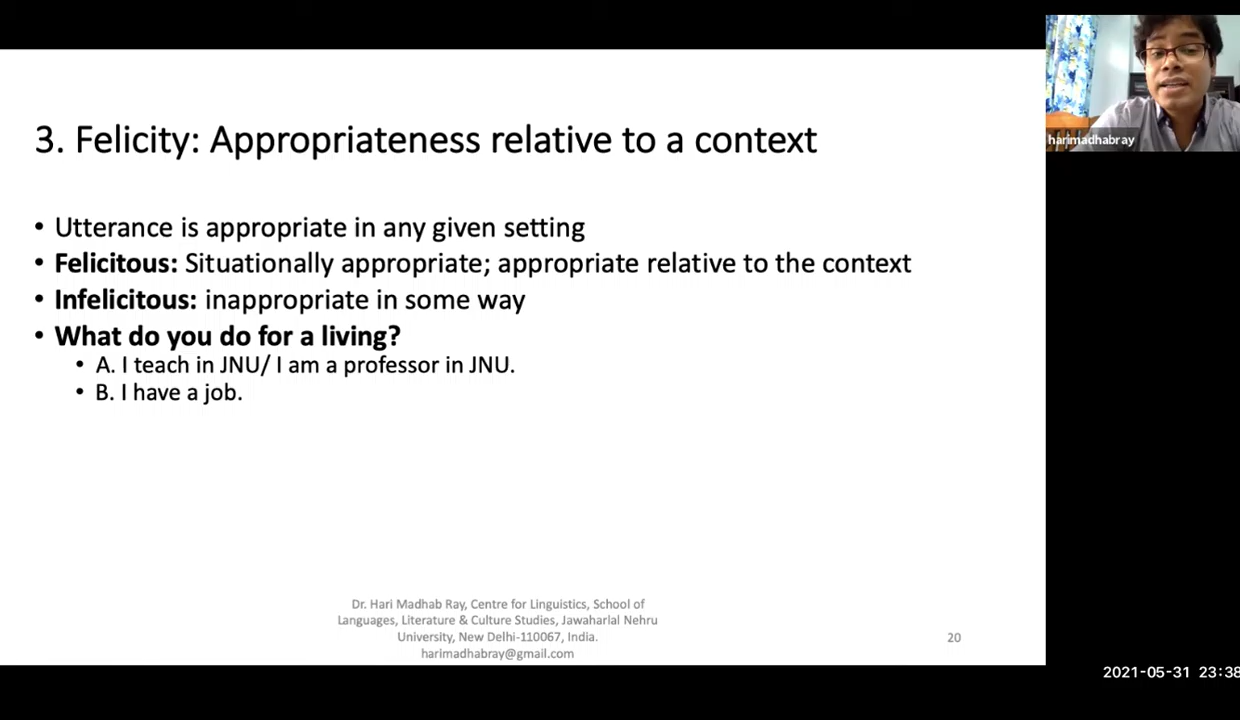 3. Felicity: Appropriateness relative to a context
harimadhabray
• Utterance is appropriate in any given setting
• Felicitous: Situationally appropriate; appropriate relative to the context
• Infelicitous: inappropriate in some way
• What do you do for a living?
• A. I teach in JNU/ I am a professor in JNU.
• B. I have a job.
Dr. Hari Madhab Ray, Centre for Linguistics, School of
Languages, Literature & Culture Studies, Jawaharlal Nehru
University, New Delhi-110067, India.
harimadhabray@gmail.com
20
2021-05-31 23:38